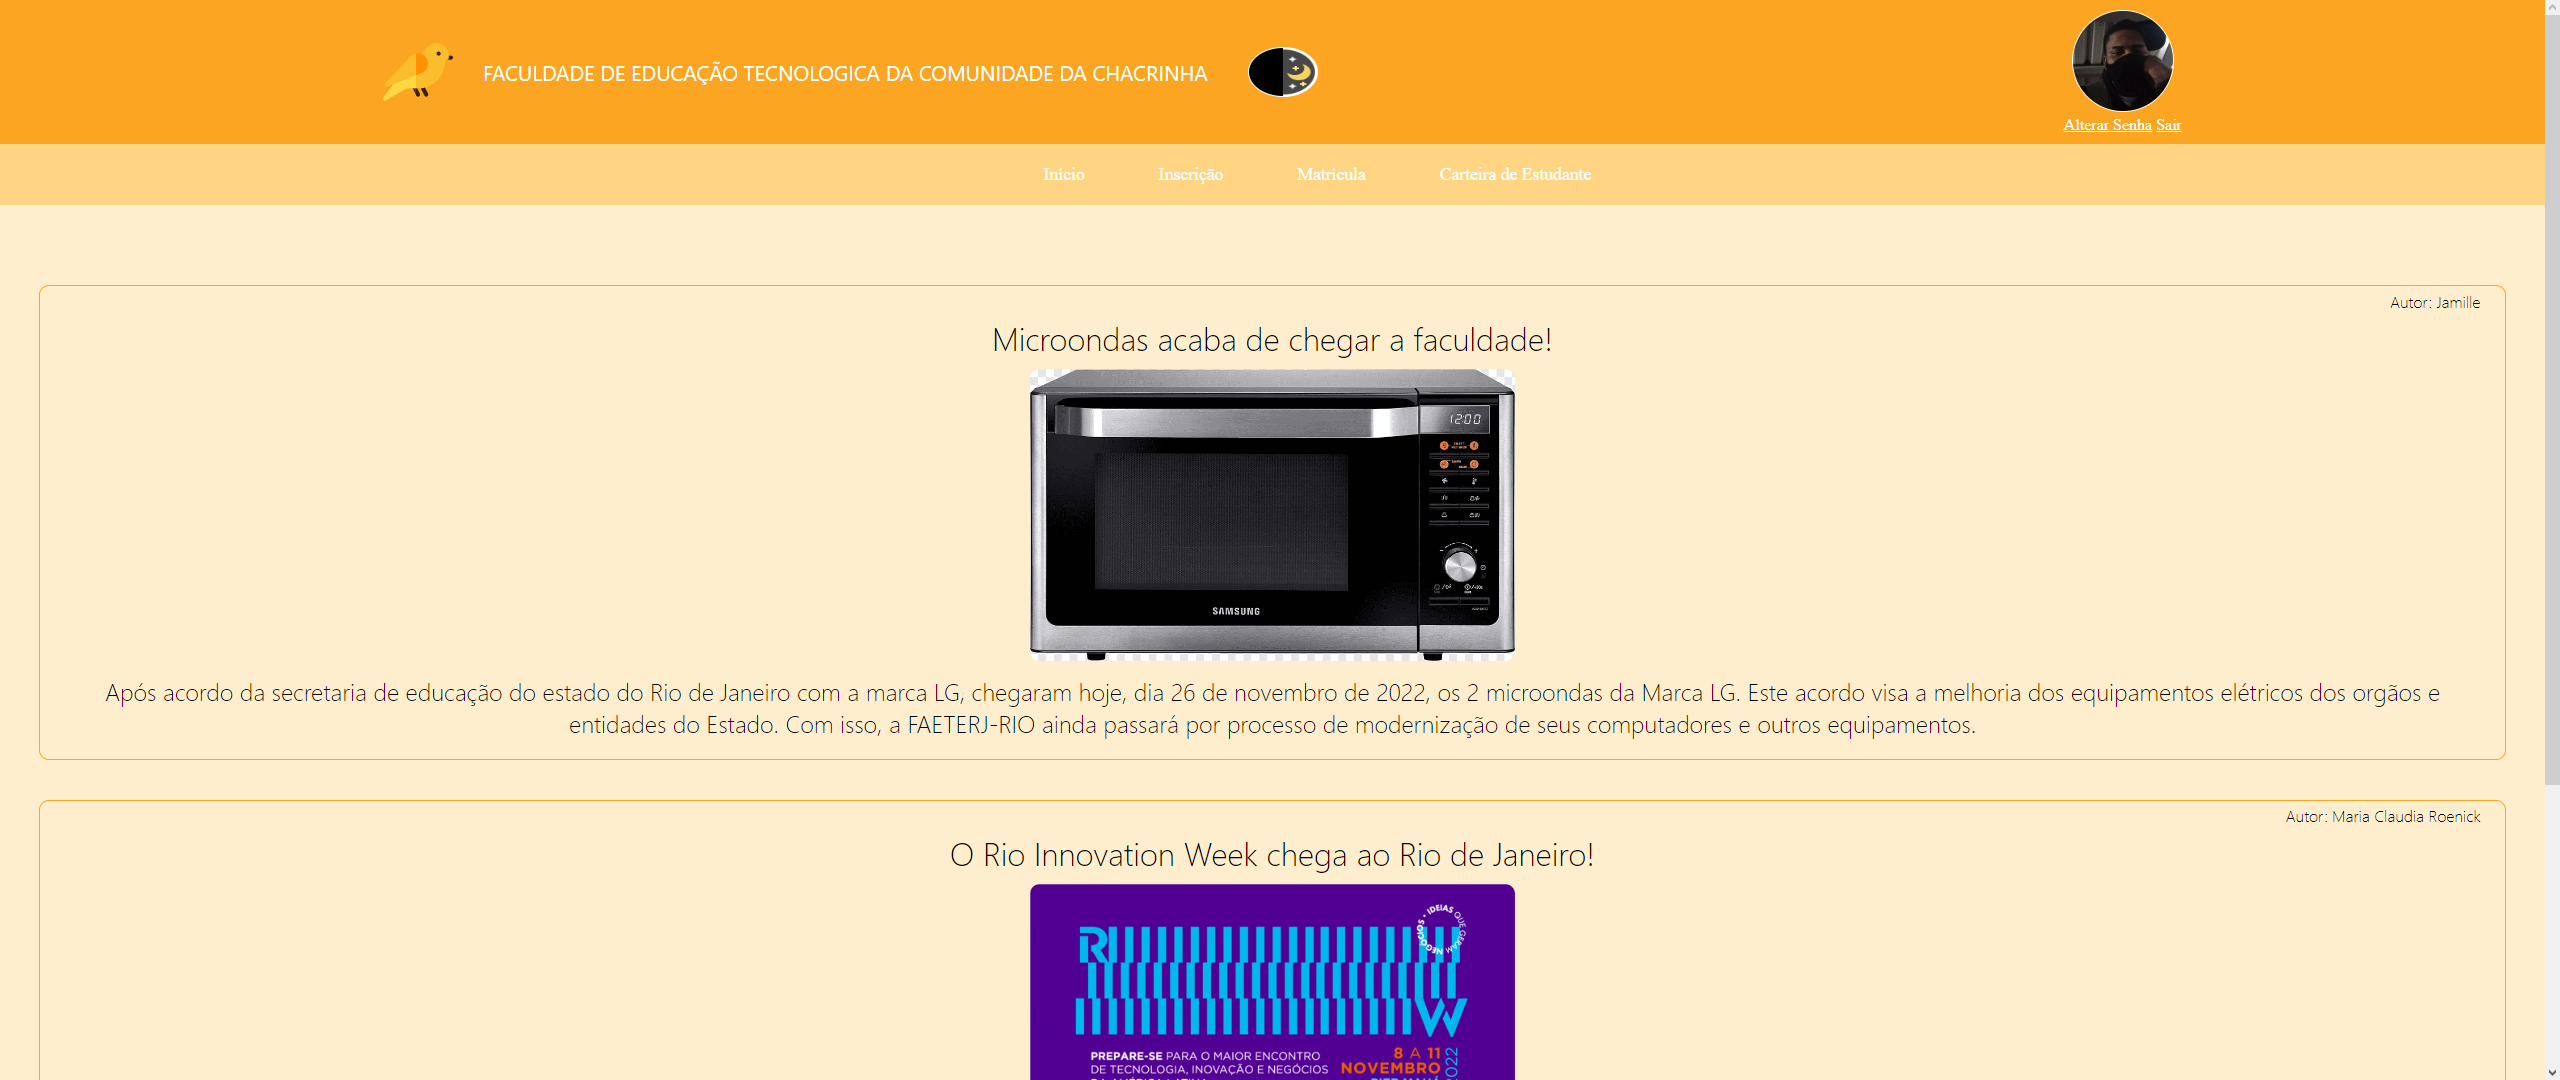 FACULDADE DE EDUCAÇÃO TECNOLOGICA DA COMUNIDADE DA CHACRINHA
Alterar Senha Sair
Início Inscrição Matrícula Carteira de Estudante
Autor: Jamille
Microondas acaba de chegar a faculdade!
12:00
SAMSUNG
Após acordo da secretaria de educação do estado do Rio de Janeiro com a marca LG, chegaram hoje, dia 26 de novembro de 2022, os 2 microondas da Marca LG. Este acordo visa a melhoria dos equipamentos elétricos dos orgãos e
entidades do Estado. Com isso, a FAETERJ-RIO ainda passará por processo de modernização de seus computadores e outros equipamentos.
Autor: Maria Claudia Roenick
O Rio Innovation Week chega ao Rio de Janeiro!
IDEIAS QUE GERAM NEGÓCIOS
R
W
PREPARE-SE PARA O MAIOR ENCONTRO
DE TECNOLOGIA, INOVAÇÃO E NEGÓCIOS
8 A 11
NOVEMBRO
2022